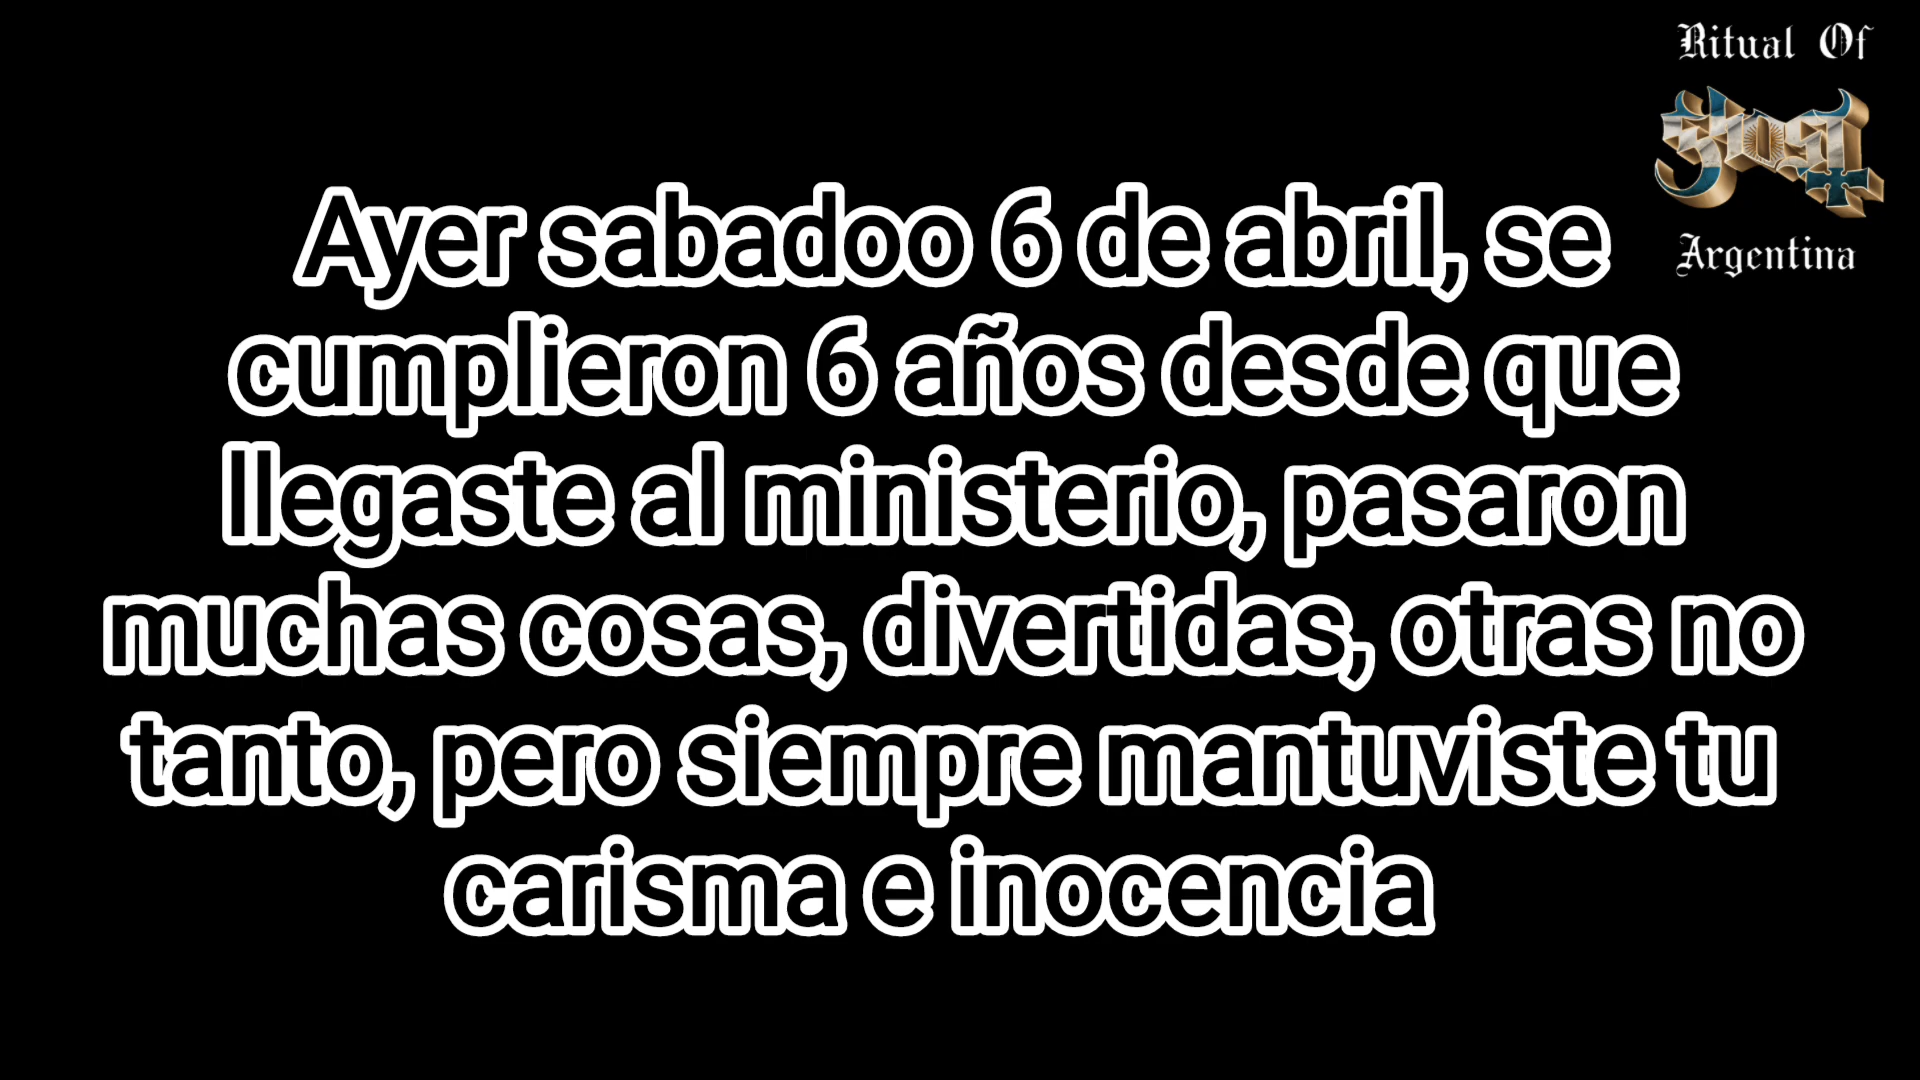 Ritual Of
Ghost
Argentina
Ayer sabadoo 6 de abril, se
cumplieron 6 años desde que
llegaste al ministerio, pasaron
muchas cosas, divertidas, otras no
tanto, pero siempre mantuviste tu
carisma e inocencia